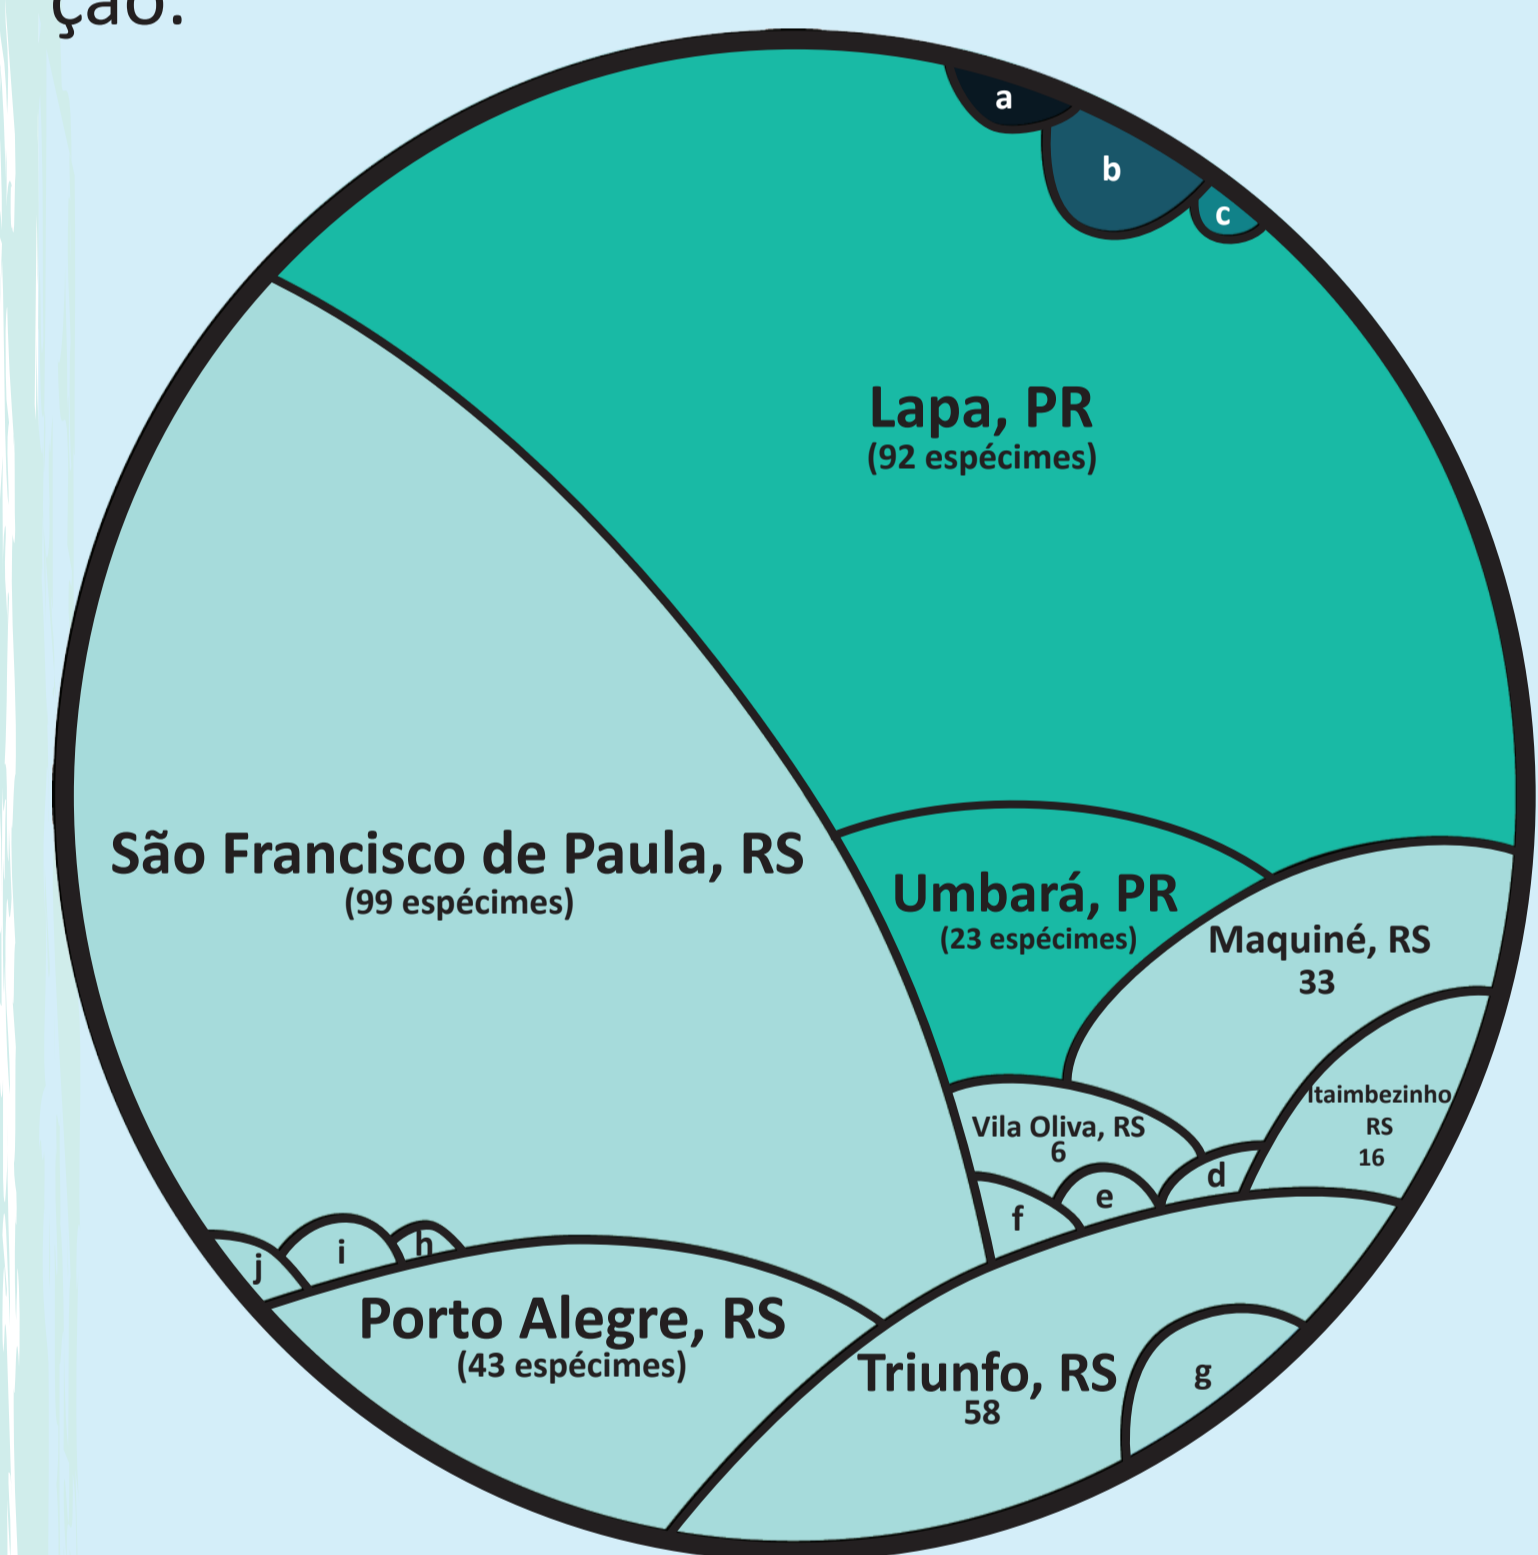 ção.
a
b
c
Lapa, PR
(92 espécimes)
São Francisco de Paula, RS
(99 espécimes)
Umbará, PR
(23 espécimes)
Maquiné, RS
33
Itaimbezinho
RS
16
Vila Oliva, RS
6
d
e
f
j
i
h
Porto Alegre, RS
(43 espécimes)
Triunfo, RS
58
g